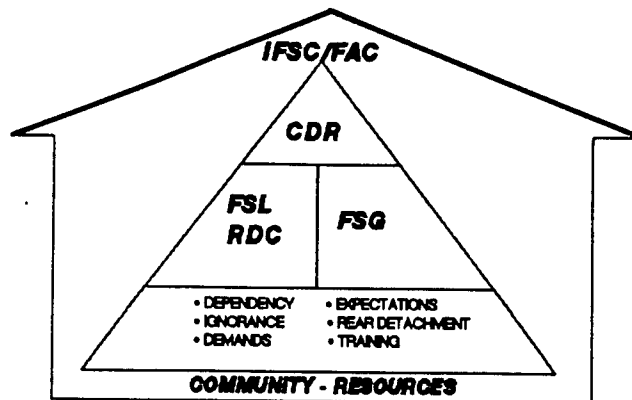 IFSC/FAC
CDR
FSL
RDC
FSG
• DEPENDENCY
• IGNORANCE
• DEMANDS
• EXPECTATIONS
• REAR DETACHMENT
• TRAINING
COMMUNITY - RESOURCES